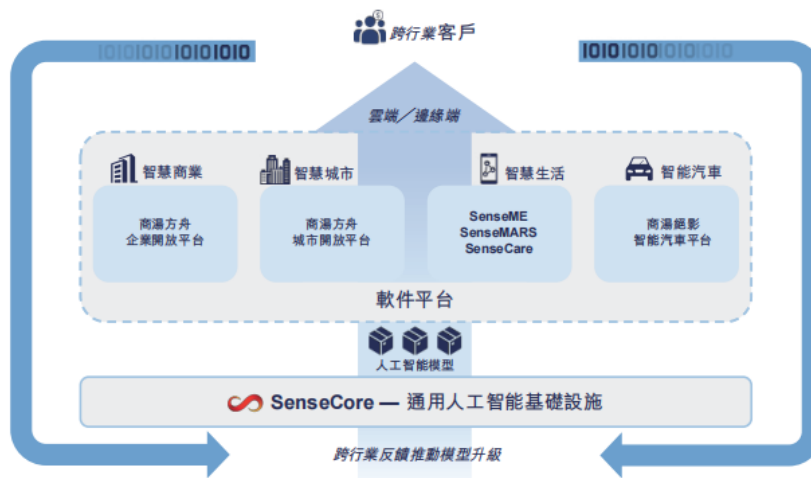 跨行業客戶
1010101010101010
1010101010101010
雲端／邊緣端
智慧商業
智慧城市
智慧生活
智能汽車
商湯方舟
企業開放平台
商湯方舟
城市開放平台
SenseME
SenseMARS
SenseCare
商湯絕影
智能汽車平台
軟件平台
人工智能模型
SenseCore — 通用人工智能基礎設施
跨行業反饋推動模型升級